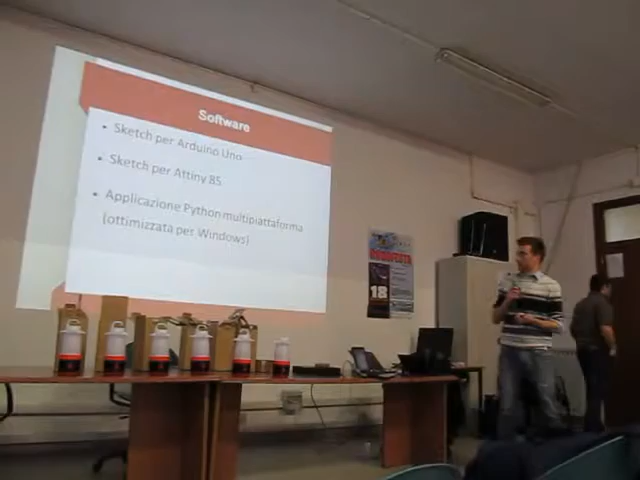 Software
• Sketch per Arduino Uno
• Sketch per Attiny 85
• Applicazione Python multipiattaforma
(ottimizzata per Windows)
18